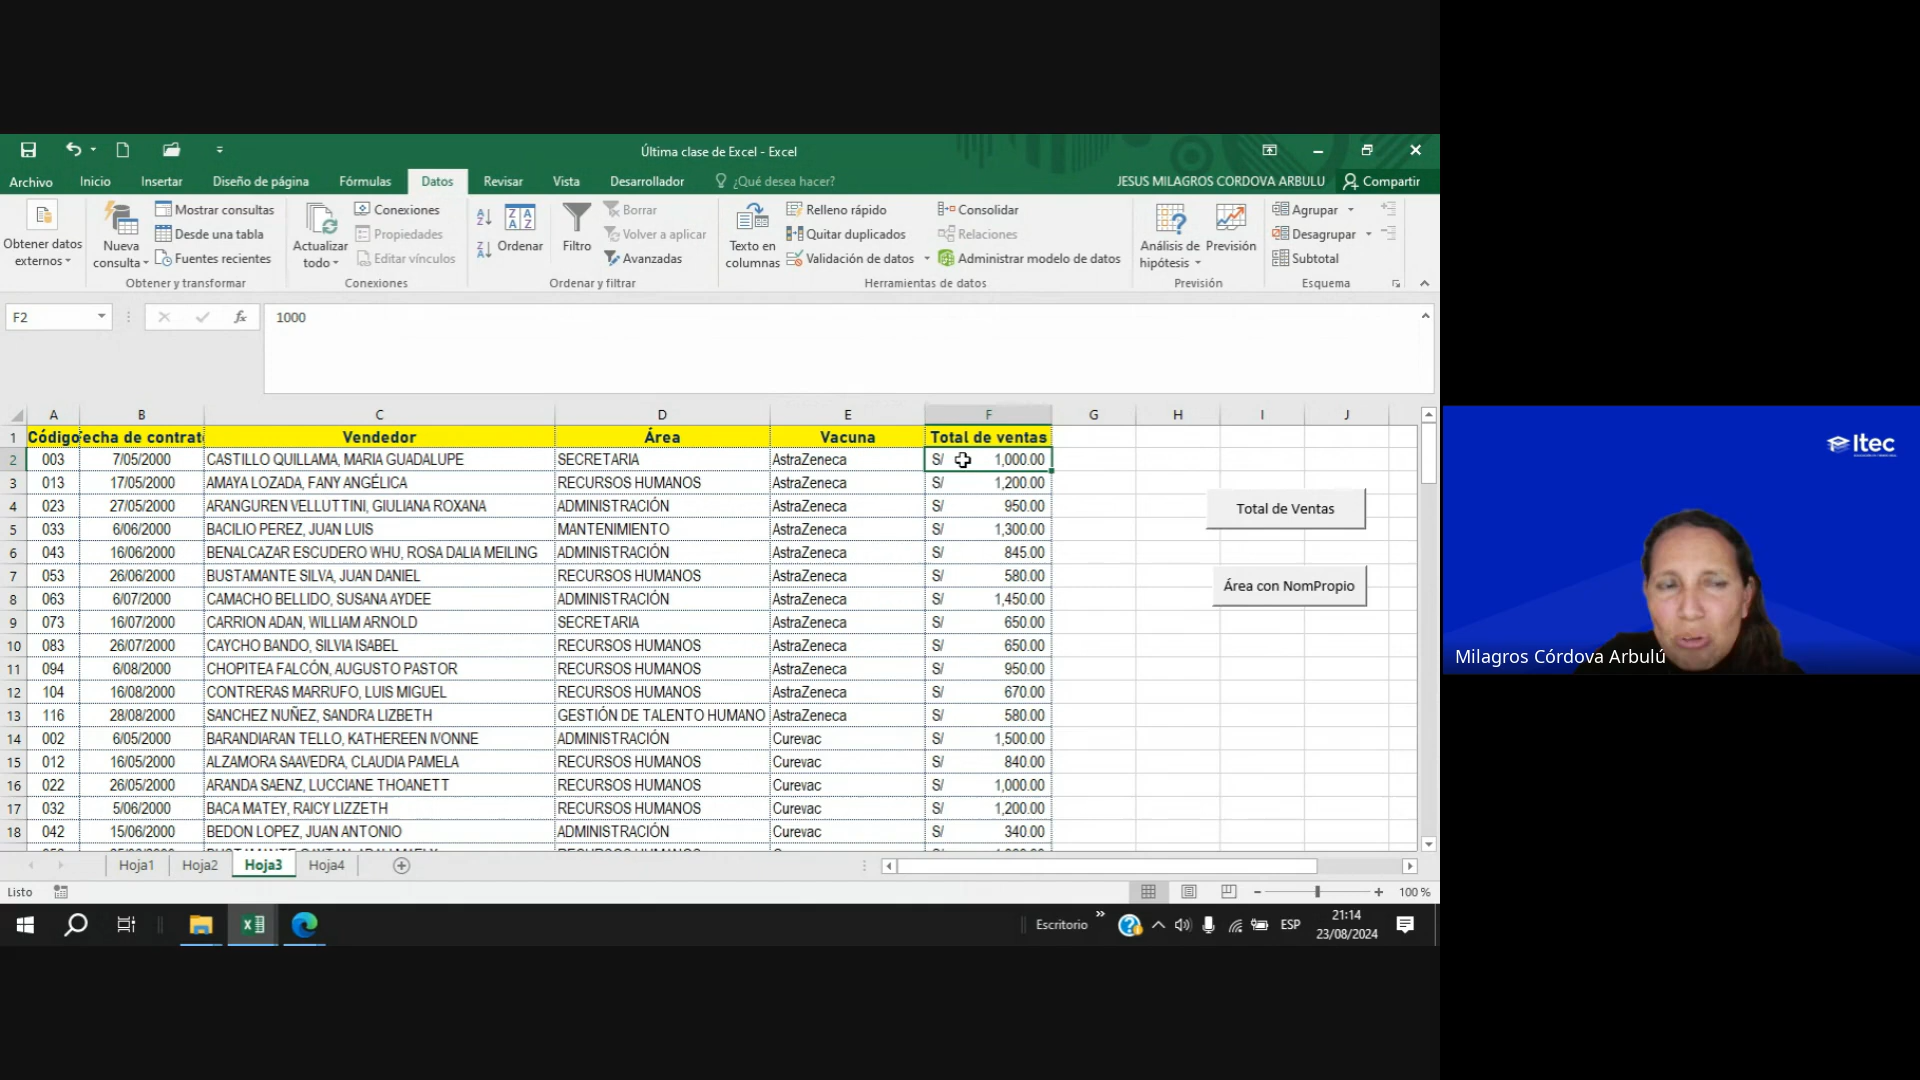 Última clase de Excel - Excel
Archivo Inicio Insertar Diseño de página Fórmulas Datos Revisar Vista Desarrollador ¿Qué desea hacer? JESUS MILAGROS CORDOVA ARBULU Compartir
Obtener datos externos
Nueva consulta
Mostrar consultas
Desde una tabla
Fuentes recientes
Obtener y transformar
Actualizar todo
Conexiones
Propiedades
Editar vínculos
Conexiones
Ordenar
Filtro
Borrar
Volver a aplicar
Avanzadas
Ordenar y filtrar
Texto en columnas
Relleno rápido
Quitar duplicados
Validación de datos
Consolidar
Relaciones
Administrar modelo de datos
Herramientas de datos
Análisis de hipótesis
Previsión
Previsión
Agrupar
Desagrupar
Subtotal
Esquema
F2 fx 1000
A B C D E F G H I J
1 Código Fecha de contrat Vendedor Área Vacuna Total de ventas
2 003 7/05/2000 CASTILLO QUILLAMA, MARIA GUADALUPE SECRETARIA AstraZeneca S/ 1,000.00
3 013 17/05/2000 AMAYA LOZADA, FANY ANGÉLICA RECURSOS HUMANOS AstraZeneca S/ 1,200.00
4 023 27/05/2000 ARANGUREN VELLUTTINI, GIULIANA ROXANA ADMINISTRACIÓN AstraZeneca S/ 950.00
5 033 6/06/2000 BACILIO PEREZ, JUAN LUIS MANTENIMIENTO AstraZeneca S/ 1,300.00
6 043 16/06/2000 BENALCAZAR ESCUDERO WHU, ROSA DALIA MEILING ADMINISTRACIÓN AstraZeneca S/ 845.00
7 053 26/06/2000 BUSTAMANTE SILVA, JUAN DANIEL RECURSOS HUMANOS AstraZeneca S/ 580.00
8 063 6/07/2000 CAMACHO BELLIDO, SUSANA AYDEE ADMINISTRACIÓN AstraZeneca S/ 1,450.00
9 073 16/07/2000 CARRION ADAN, WILLIAM ARNOLD SECRETARIA AstraZeneca S/ 650.00
10 083 26/07/2000 CAYCHO BANDO, SILVIA ISABEL RECURSOS HUMANOS AstraZeneca S/ 650.00
11 094 6/08/2000 CHOPITEA FALCÓN, AUGUSTO PASTOR RECURSOS HUMANOS AstraZeneca S/ 950.00
12 104 16/08/2000 CONTRERAS MARRUFO, LUIS MIGUEL RECURSOS HUMANOS AstraZeneca S/ 670.00
13 116 28/08/2000 SANCHEZ NUÑEZ, SANDRA LIZBETH GESTIÓN DE TALENTO HUMANO AstraZeneca S/ 580.00
14 002 6/05/2000 BARANDIARAN TELLO, KATHEREEN IVONNE ADMINISTRACIÓN Curevac S/ 1,500.00
15 012 16/05/2000 ALZAMORA SAAVEDRA, CLAUDIA PAMELA RECURSOS HUMANOS Curevac S/ 840.00
16 022 26/05/2000 ARANDA SAENZ, LUCCIANE THOANETT RECURSOS HUMANOS Curevac S/ 1,000.00
17 032 5/06/2000 BACA MATEY, RAICY LIZZETH RECURSOS HUMANOS Curevac S/ 1,200.00
18 042 15/06/2000 BEDON LOPEZ, JUAN ANTONIO ADMINISTRACIÓN Curevac S/ 340.00
Total de Ventas
Área con NomPropio
Hoja1 Hoja2 Hoja3 Hoja4
Listo 100 %
Escritorio ESP 21:14
23/08/2024
Itec
Milagros Córdova Arbulú